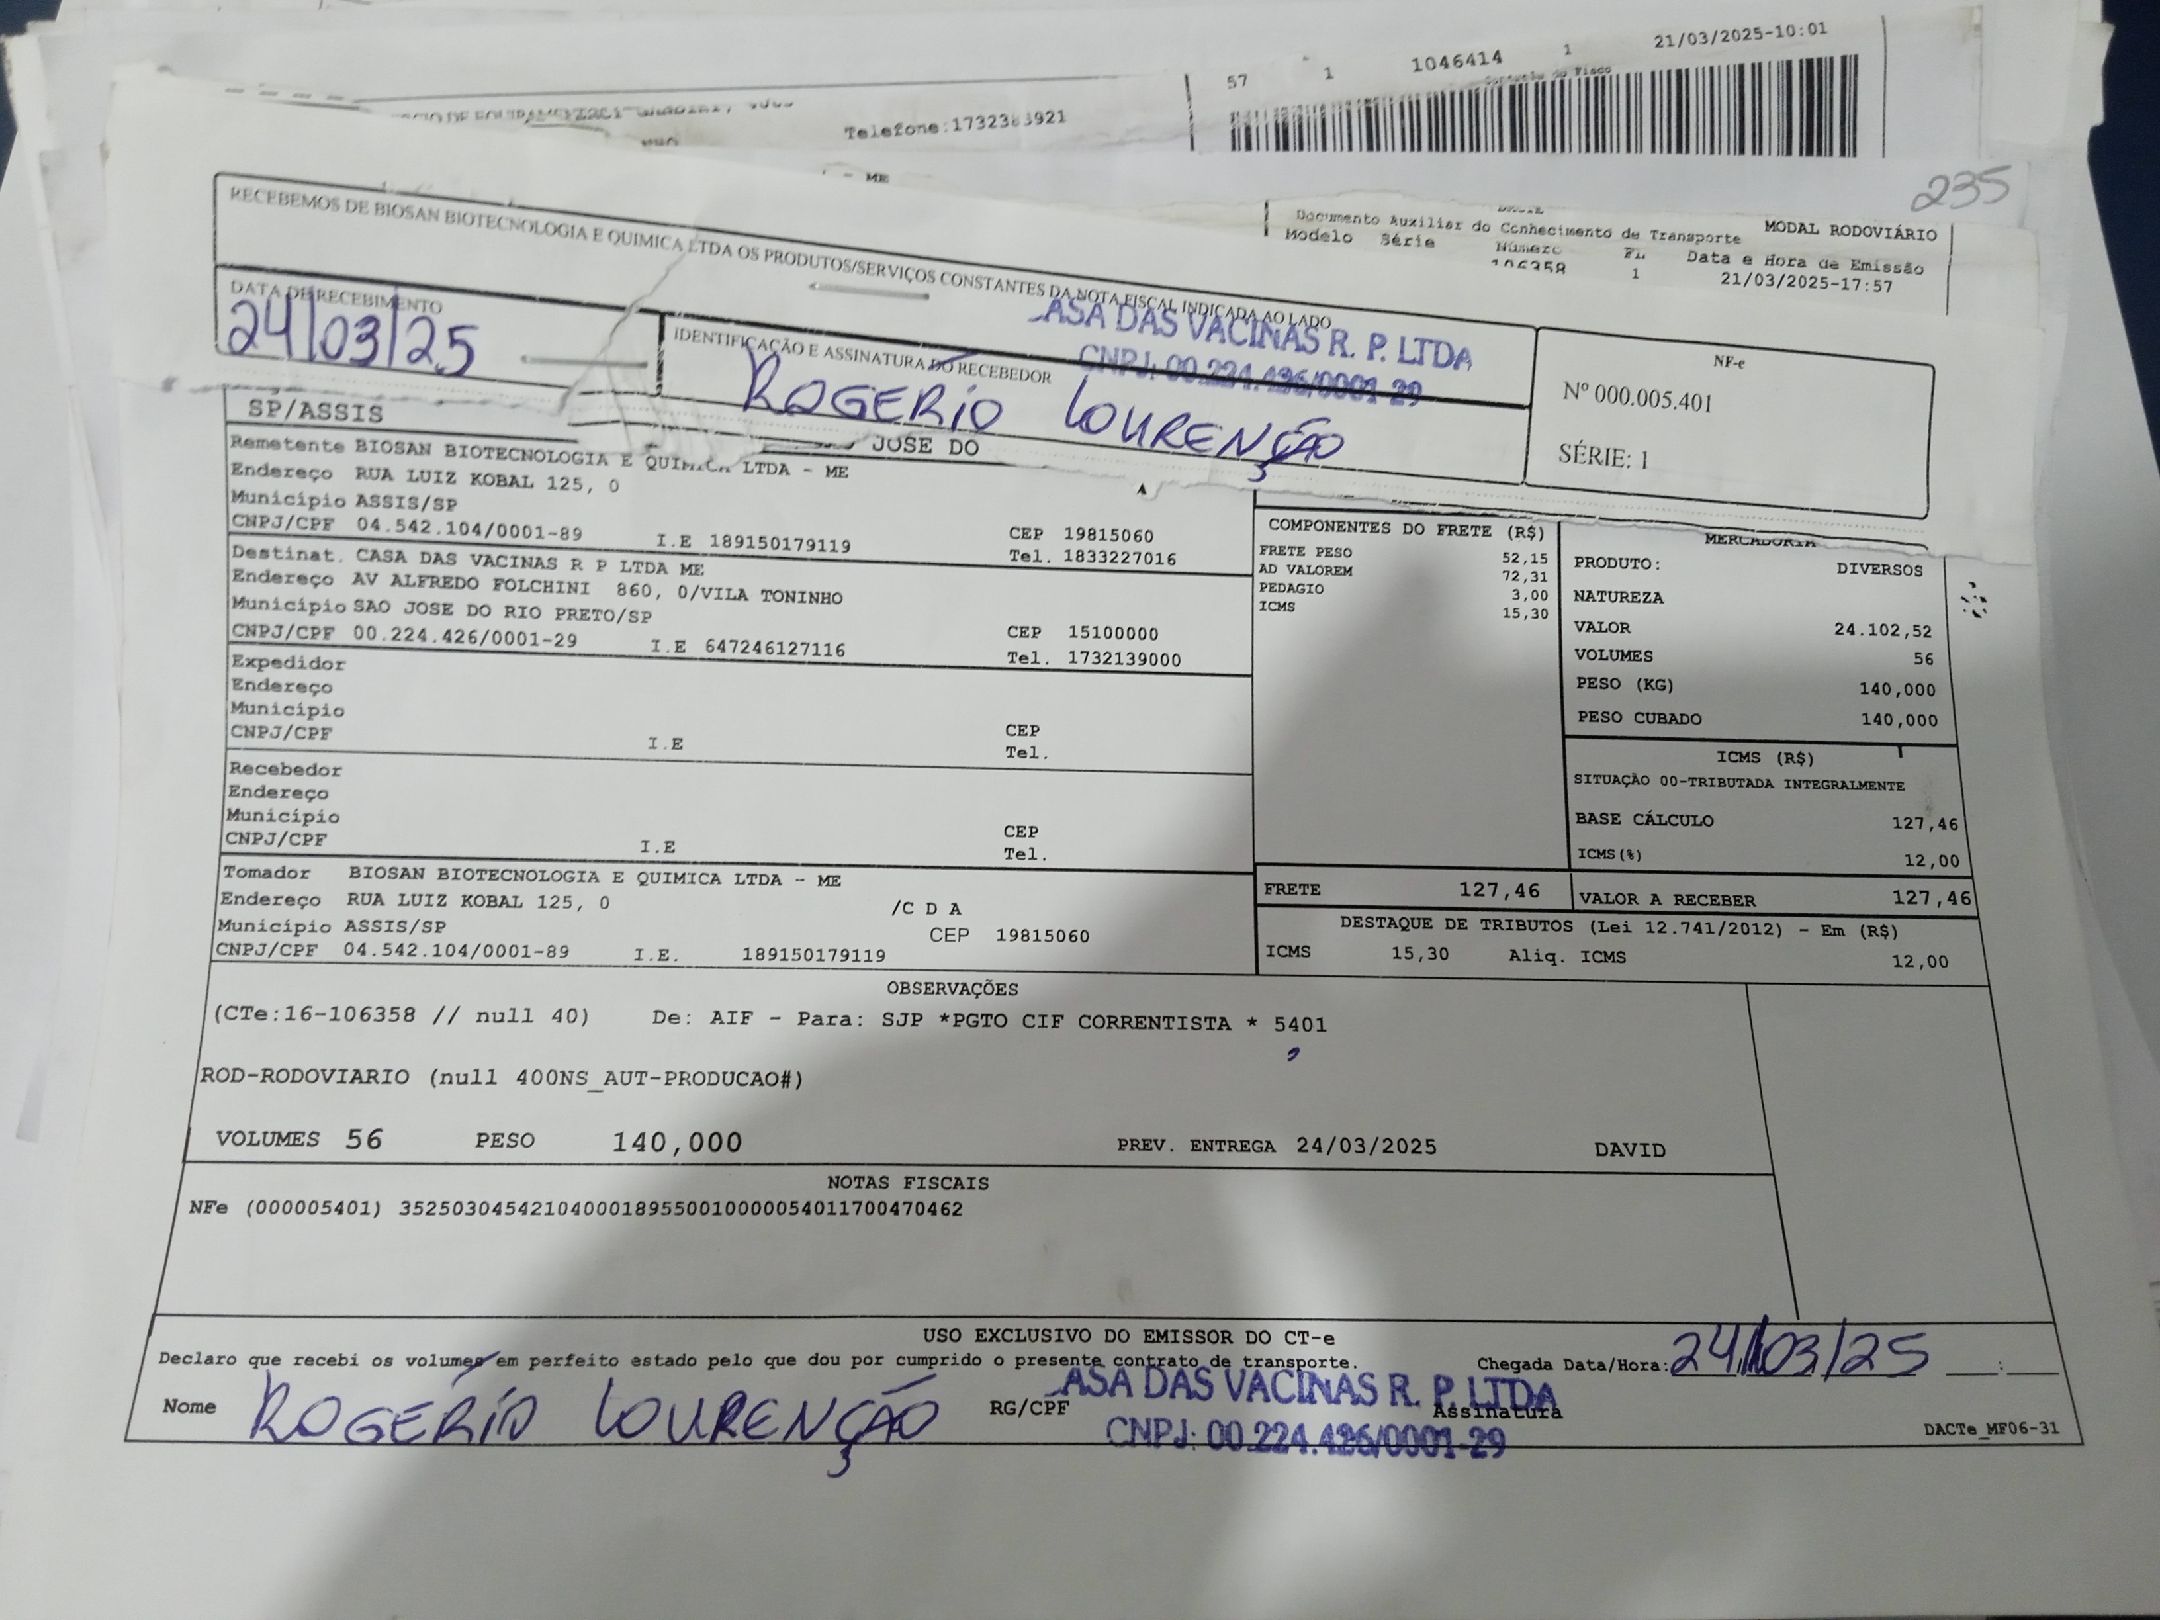 57 1 1046414 1 21/03/2025-10:01
Controle do Fisco
Telefone:
- ME
235
RECEBEMOS DE BIOSAN BIOTECNOLOGIA E QUIMICA LTDA OS PRODUTOS/SERVIÇOS CONSTANTES DA NOTA FISCAL INDICADA AO LADO
Documento Auxiliar do Conhecimento de Transporte MODAL RODOVIÁRIO
Modelo Série Número FL Data e Hora de Emissão
106358 1 21/03/2025-17:57
DATA DE RECEBIMENTO
24/03/25
IDENTIFICAÇÃO E ASSINATURA DO RECEBEDOR
ASA DAS VACINAS R. P. LTDA
CNPJ: 00.224.426/0001-29
ROGERIO LOURENÇÃO
NF-e
Nº 000.005.401
SÉRIE: 1
SP/ASSIS
JOSE DO
Remetente BIOSAN BIOTECNOLOGIA E QUIMICA LTDA - ME
Endereço RUA LUIZ KOBAL 125, 0
Município ASSIS/SP
CEP 19815060
CNPJ/CPF 04.542.104/0001-89 I.E 189150179119 Tel. 1833227016
Destinat. CASA DAS VACINAS R P LTDA ME
Endereço AV ALFREDO FOLCHINI 860, 0/VILA TONINHO
Município SAO JOSE DO RIO PRETO/SP CEP 15100000
CNPJ/CPF 00.224.426/0001-29 I.E 647246127116 Tel. 1732139000
Expedidor
Endereço
Município CEP
CNPJ/CPF I.E Tel.
Recebedor
Endereço
Município CEP
CNPJ/CPF I.E Tel.
Tomador BIOSAN BIOTECNOLOGIA E QUIMICA LTDA - ME
Endereço RUA LUIZ KOBAL 125, 0 /C D A
Município ASSIS/SP CEP 19815060
CNPJ/CPF 04.542.104/0001-89 I.E. 189150179119
COMPONENTES DO FRETE (R$)
FRETE PESO 52,15
AD VALOREM 72,31
PEDAGIO 3,00
ICMS 15,30
MERCADORIA
PRODUTO: DIVERSOS
NATUREZA
VALOR 24.102,52
VOLUMES 56
PESO (KG) 140,000
PESO CUBADO 140,000
ICMS (R$)
SITUAÇÃO 00-TRIBUTADA INTEGRALMENTE
BASE CÁLCULO 127,46
ICMS(%) 12,00
FRETE 127,46 VALOR A RECEBER 127,46
DESTAQUE DE TRIBUTOS (Lei 12.741/2012) - Em (R$)
ICMS 15,30 Aliq. ICMS 12,00
OBSERVAÇÕES
(CTe:16-106358 // null 40) De: AIF - Para: SJP *PGTO CIF CORRENTISTA * 5401
ROD-RODOVIARIO (null 400NS_AUT-PRODUCAO#)
VOLUMES 56 PESO 140,000 PREV. ENTREGA 24/03/2025 DAVID
NOTAS FISCAIS
NFe (000005401) 35250304542104000189550010000054011700470462
USO EXCLUSIVO DO EMISSOR DO CT-e
Declaro que recebi os volumes em perfeito estado pelo que dou por cumprido o presente contrato de transporte. Chegada Data/Hora: 24/03/25 __:__
Nome ROGERIO LOURENÇÃO RG/CPF Assinatura
ASA DAS VACINAS R. P. LTDA
CNPJ: 00.224.426/0001-29
DACTe_MF06-31